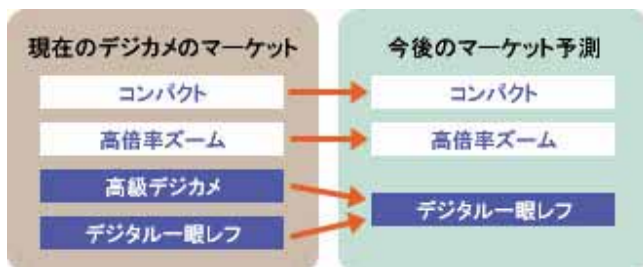 現在のデジカメのマーケット
コンパクト
高倍率ズーム
高級デジカメ
デジタル一眼レフ
今後のマーケット予測
コンパクト
高倍率ズーム
デジタル一眼レフ